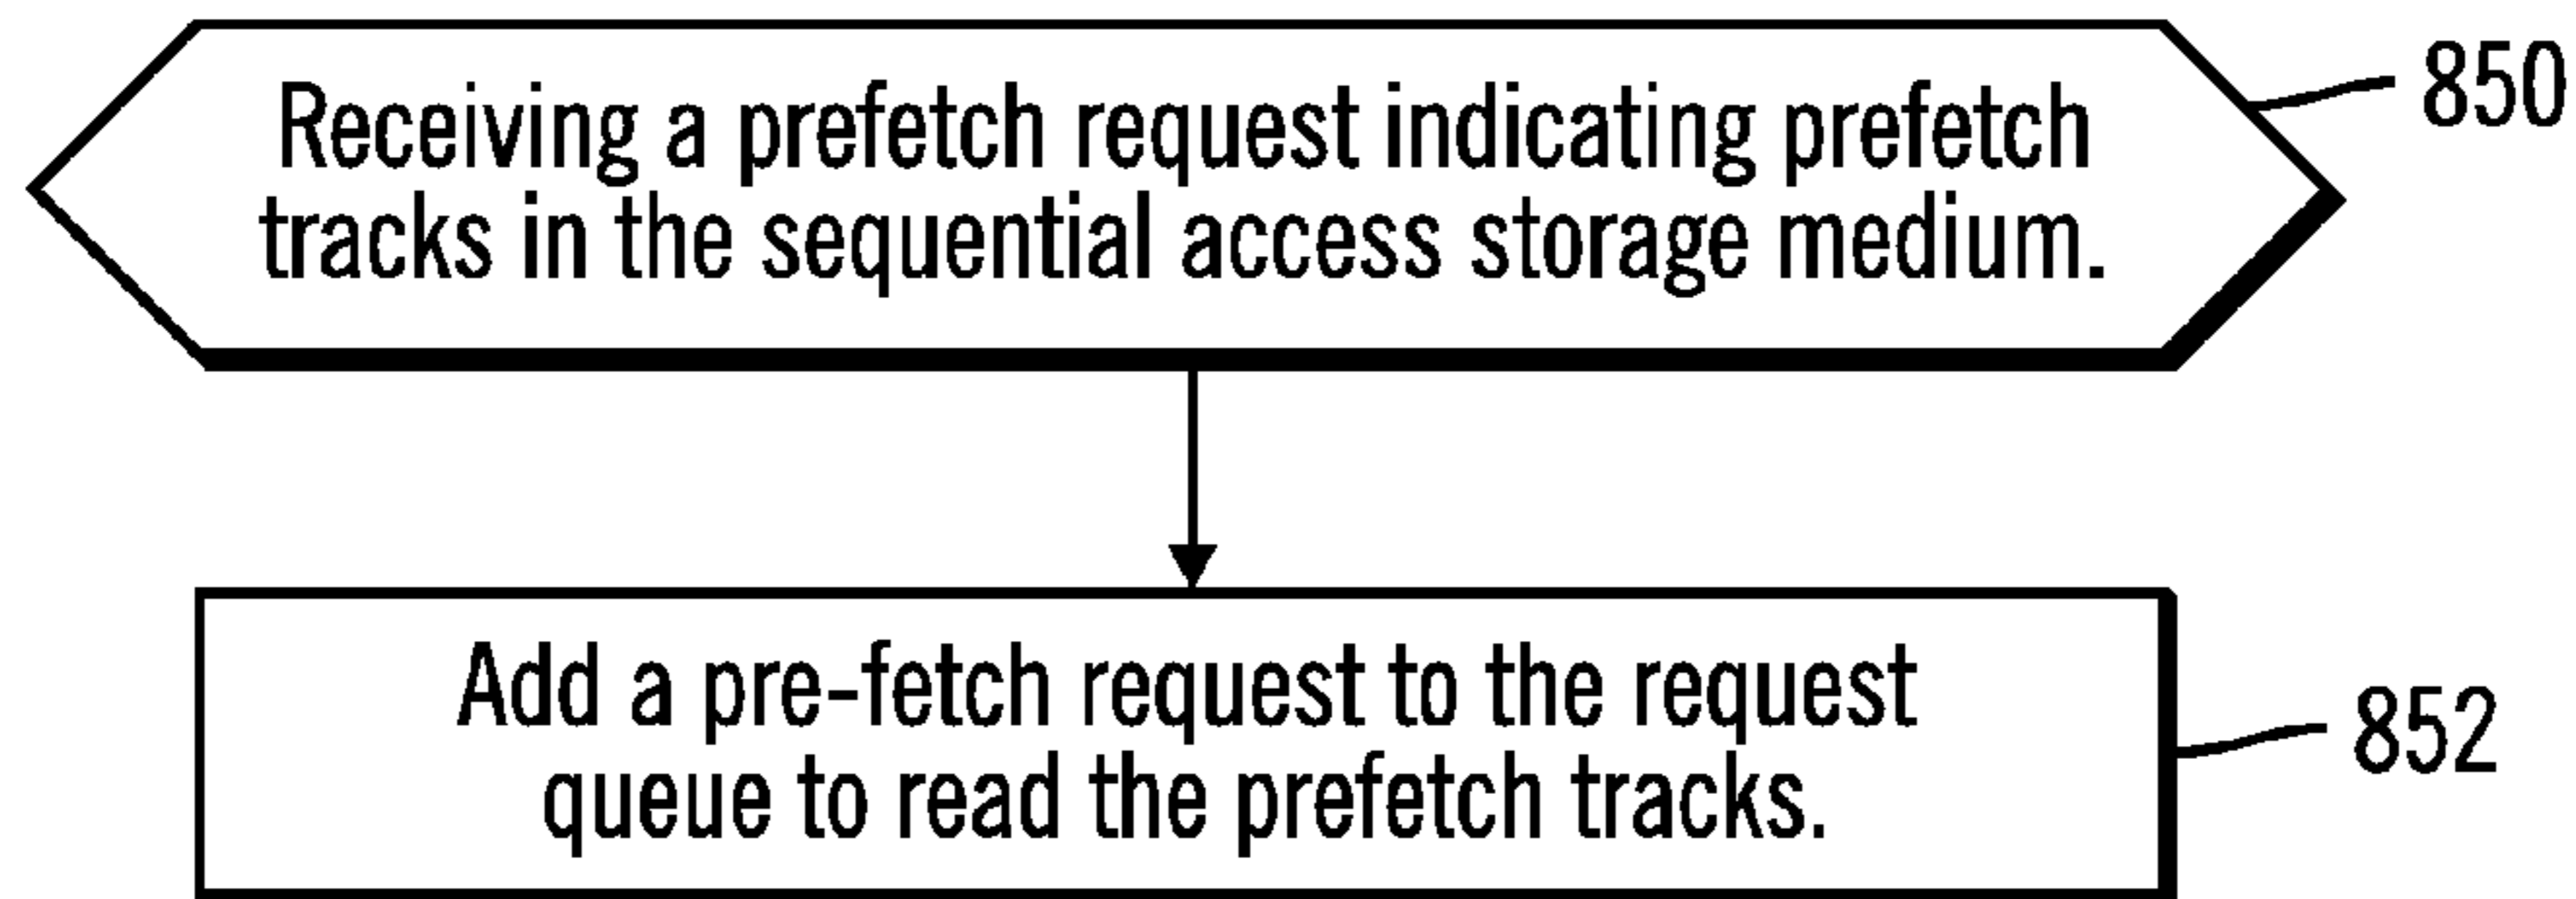 Receiving a prefetch request indicating prefetch
tracks in the sequential access storage medium.
850
Add a pre-fetch request to the request
queue to read the prefetch tracks.
852